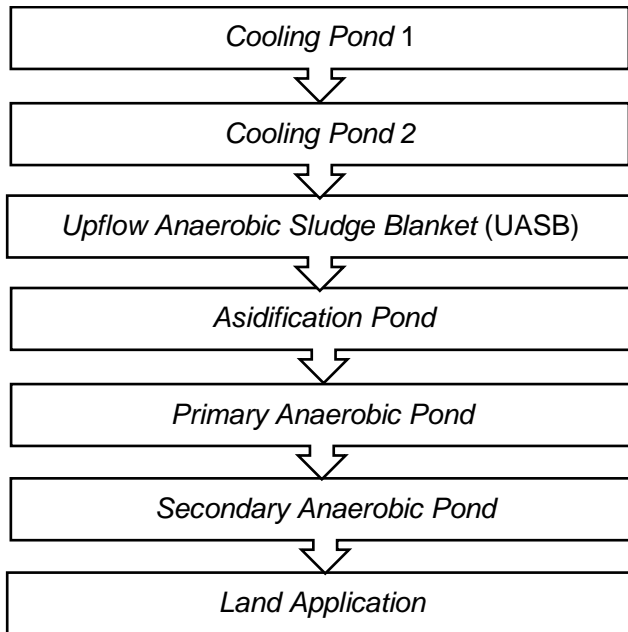 Cooling Pond 1
Cooling Pond 2
Upflow Anaerobic Sludge Blanket (UASB)
Asidification Pond
Primary Anaerobic Pond
Secondary Anaerobic Pond
Land Application